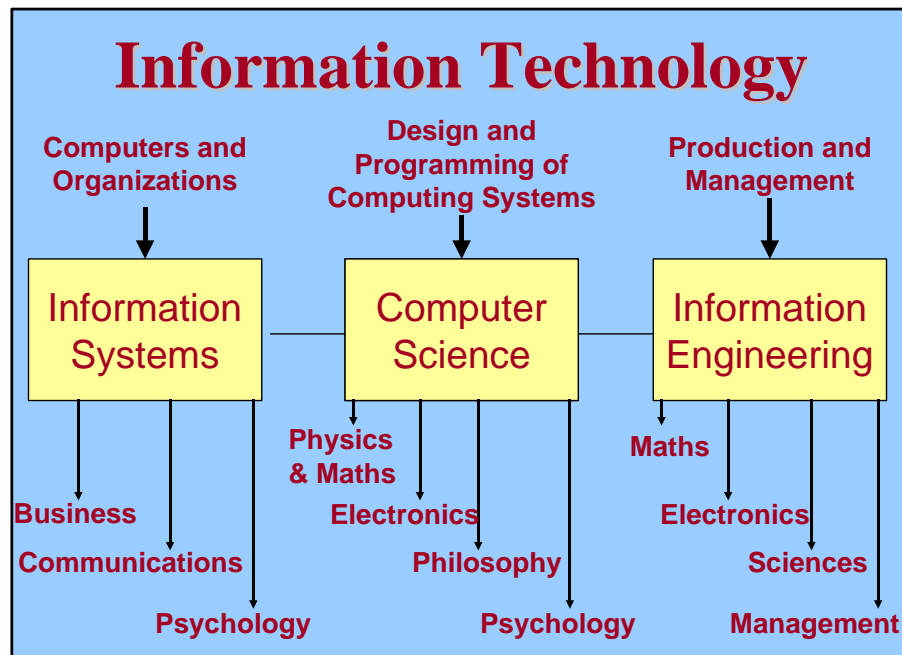 Information Technology
Computers and
Organizations
Design and
Programming of
Computing Systems
Production and
Management
Information
Systems
Computer
Science
Information
Engineering
Business
Communications
Psychology
Physics
& Maths
Electronics
Philosophy
Psychology
Maths
Electronics
Sciences
Management